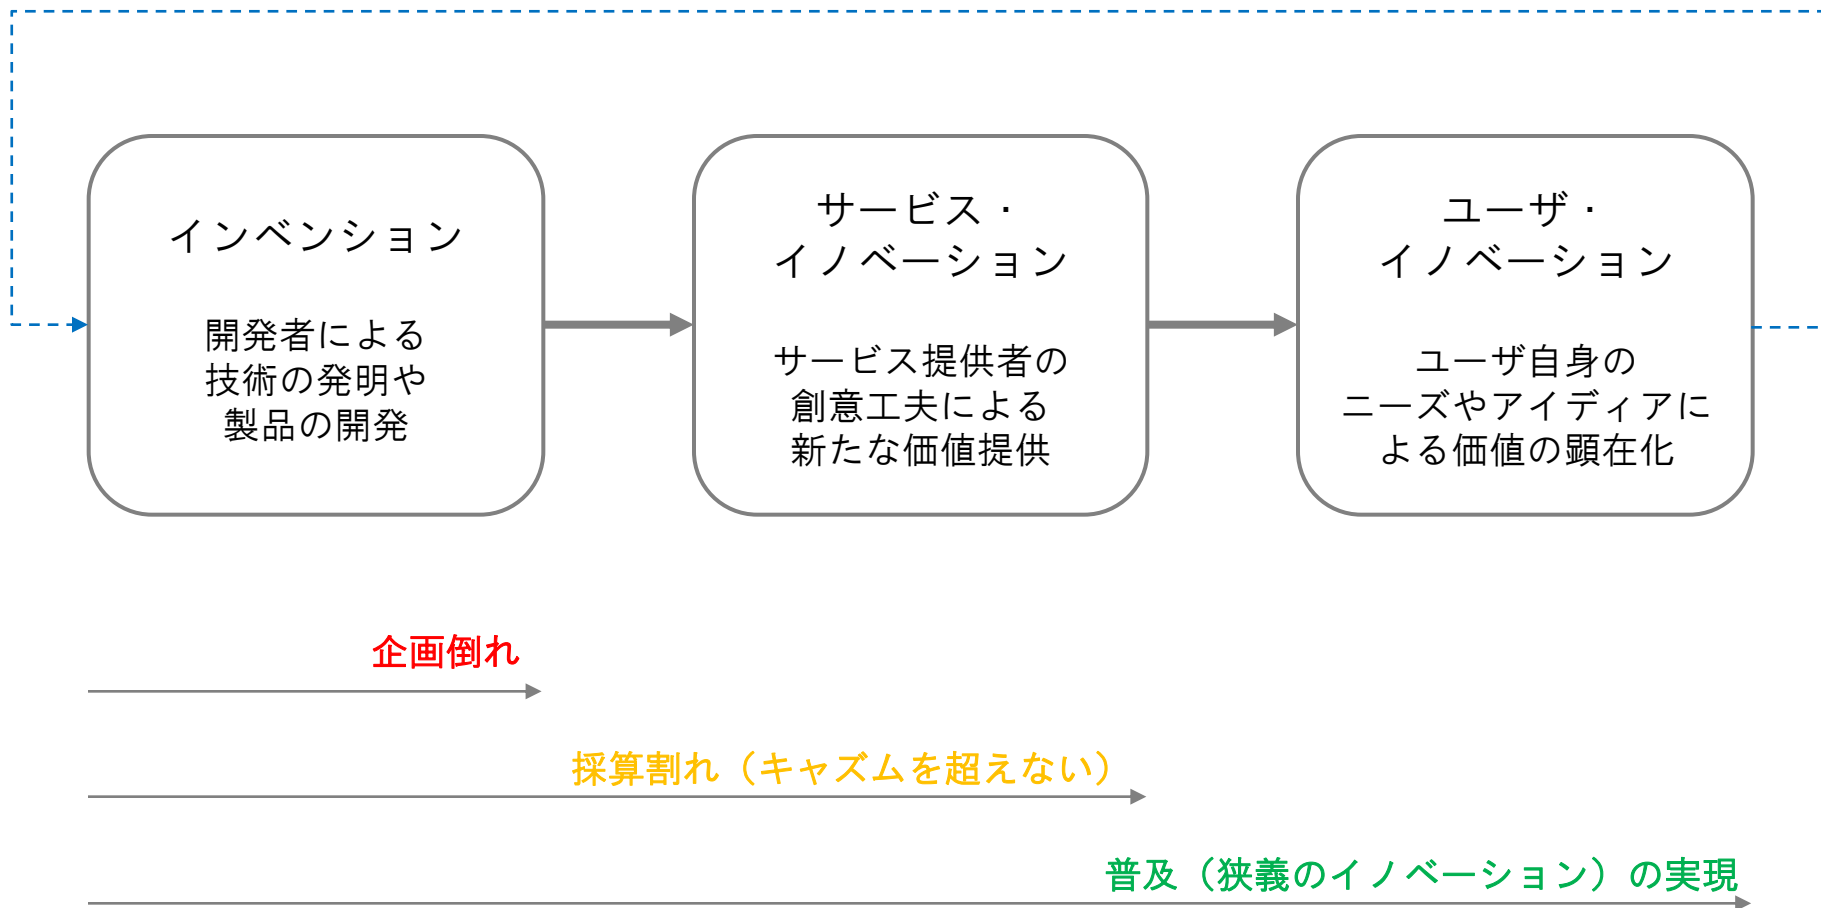 インベンション
開発者による
技術の発明や
製品の開発
サービス・
イノベーション
サービス提供者の
創意工夫による
新たな価値提供
ユーザ・
イノベーション
ユーザ自身の
ニーズやアイディアに
よる価値の顕在化
企画倒れ
採算割れ（キャズムを超えない）
普及（狭義のイノベーション）の実現